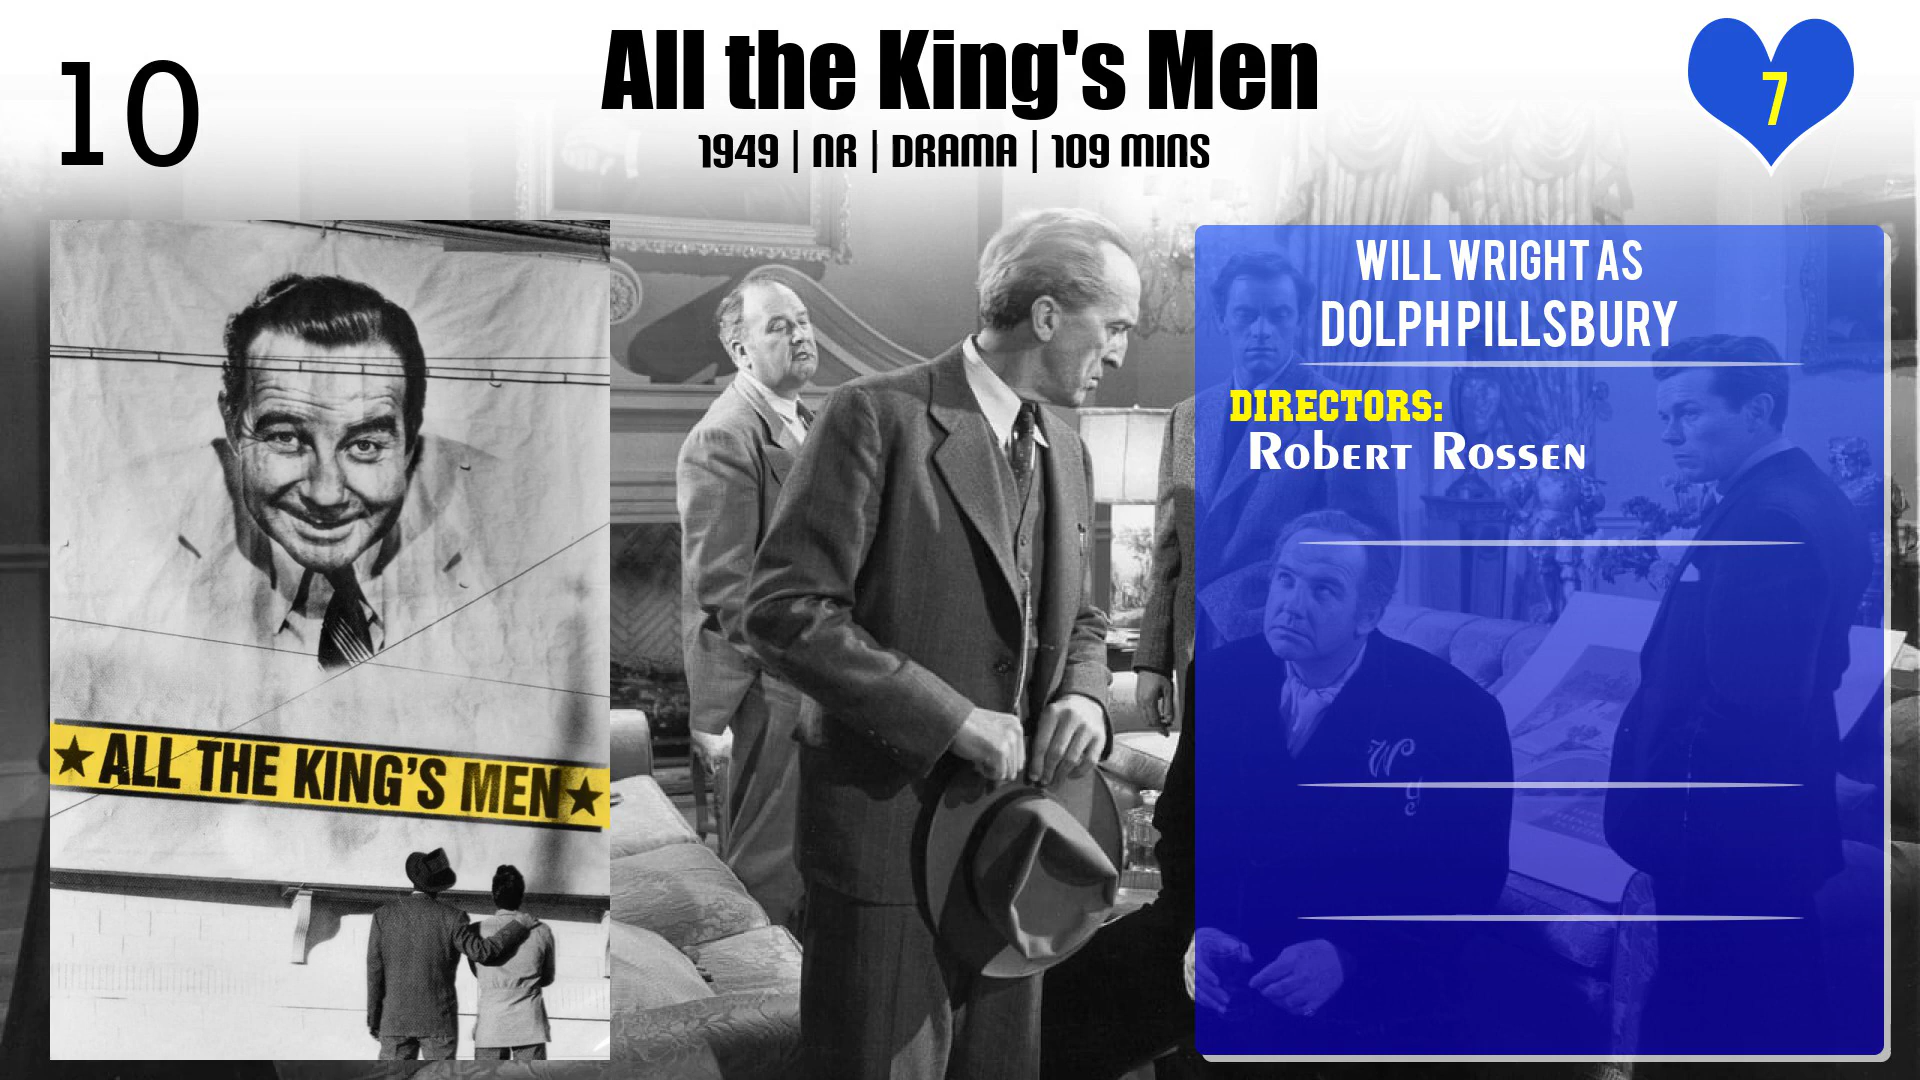 10
All the King's Men
1949 | NR | DRAMA | 109 MINS
7
★ALL THE KING'S MEN★
WILL WRIGHT AS
DOLPH PILLSBURY
DIRECTORS:
Robert Rossen
W